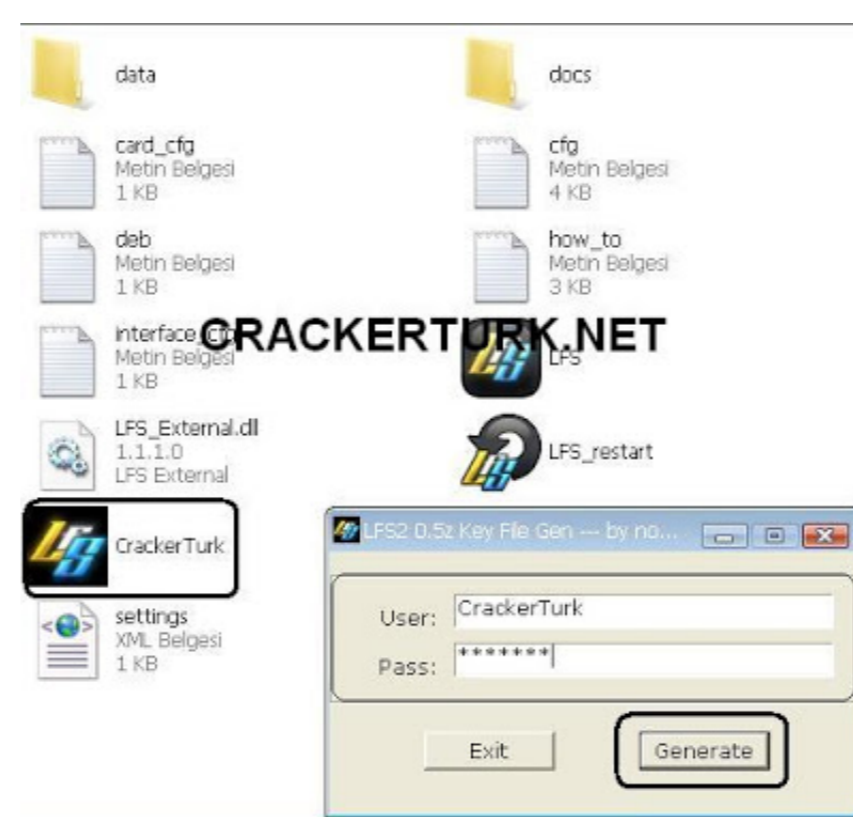 data
docs
card_cfg
Metin Belgesi
1 KB
cfg
Metin Belgesi
4 KB
deb
Metin Belgesi
1 KB
how_to
Metin Belgesi
3 KB
interface_cfg
Metin Belgesi
1 KB
CRACKERTURK.NET
LFS
LFS_External.dll
1.1.1.0
LFS External
LFS_restart
CrackerTurk
settings
XML Belgesi
1 KB
LFS2 0.5z Key File Gen --- by no...
User: CrackerTurk
Pass: *******
Exit
Generate